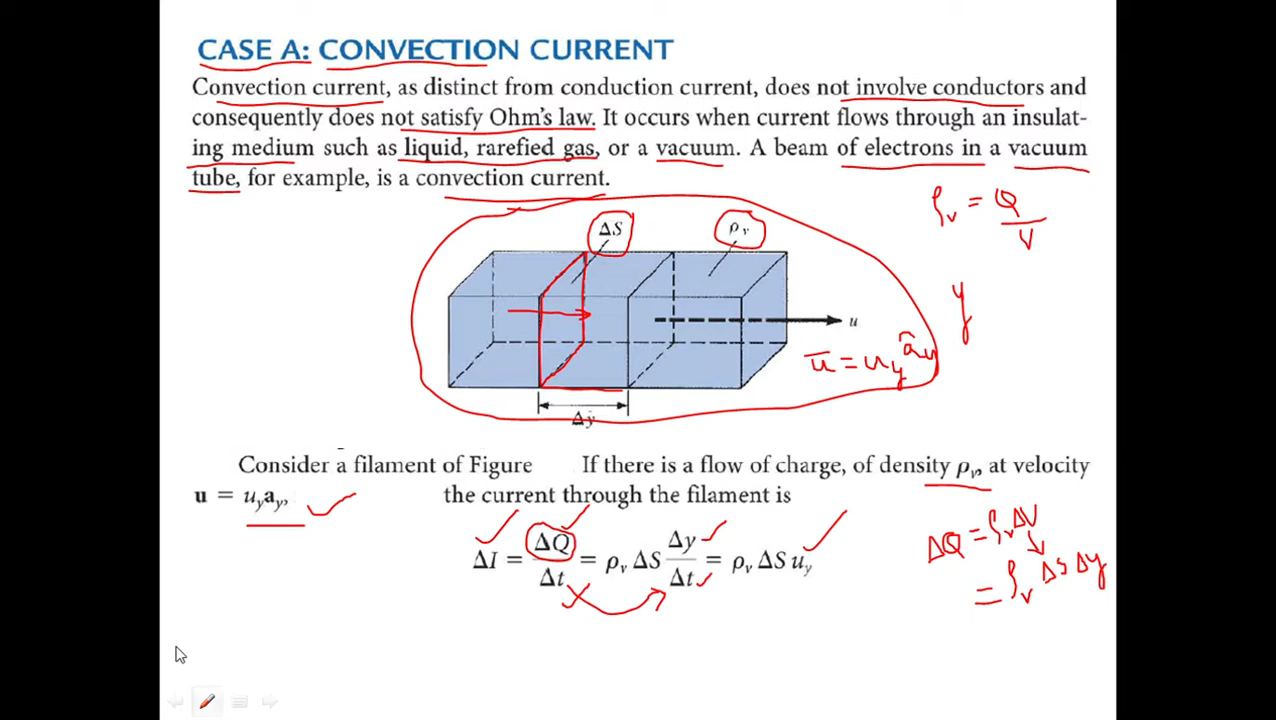 CASE A: CONVECTION CURRENT
Convection current, as distinct from conduction current, does not involve conductors and
consequently does not satisfy Ohm's law. It occurs when current flows through an insulat-
ing medium such as liquid, rarefied gas, or a vacuum. A beam of electrons in a vacuum
tube, for example, is a convection current.
ρv = Q/V
ΔS
ρv
y
u
ū = uy âu
Δy
Consider a filament of Figure If there is a flow of charge, of density ρv, at velocity
u = uyay, the current through the filament is
ΔI = ΔQ/Δt = ρv ΔS Δy/Δt = ρv ΔS uy
ΔQ = ρv ΔV
= ρv ΔS Δy